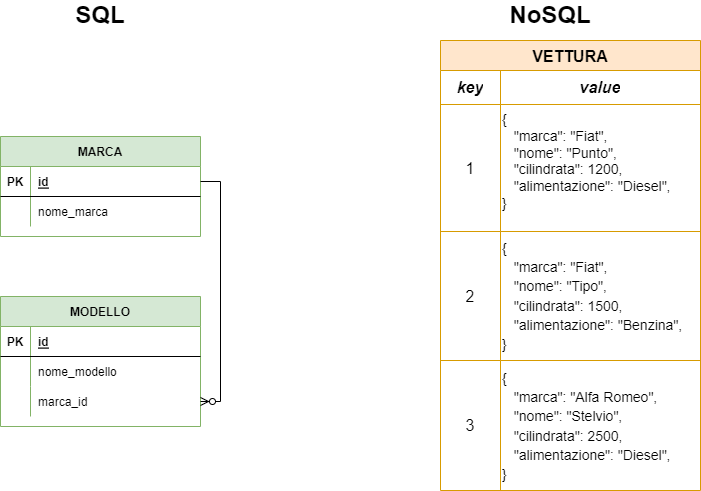 SQL
MARCA
PK id
nome_marca
MODELLO
PK id
nome_modello
marca_id
NoSQL
VETTURA
key value
1
{
"marca": "Fiat",
"nome": "Punto",
"cilindrata": 1200,
"alimentazione": "Diesel",
}
2
{
"marca": "Fiat",
"nome": "Tipo",
"cilindrata": 1500,
"alimentazione": "Benzina",
}
3
{
"marca": "Alfa Romeo",
"nome": "Stelvio",
"cilindrata": 2500,
"alimentazione": "Diesel",
}